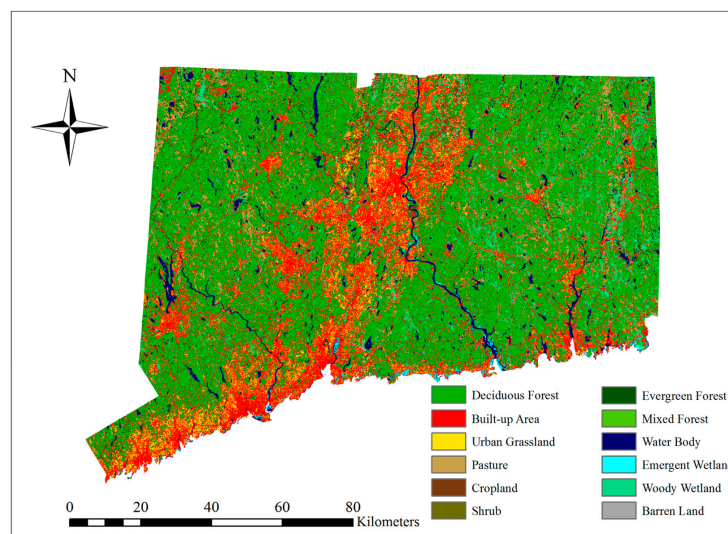 N
Deciduous Forest
Evergreen Forest
Built-up Area
Mixed Forest
Urban Grassland
Water Body
Pasture
Emergent Wetland
Cropland
Woody Wetland
Shrub
Barren Land
0 20 40 60 80
Kilometers